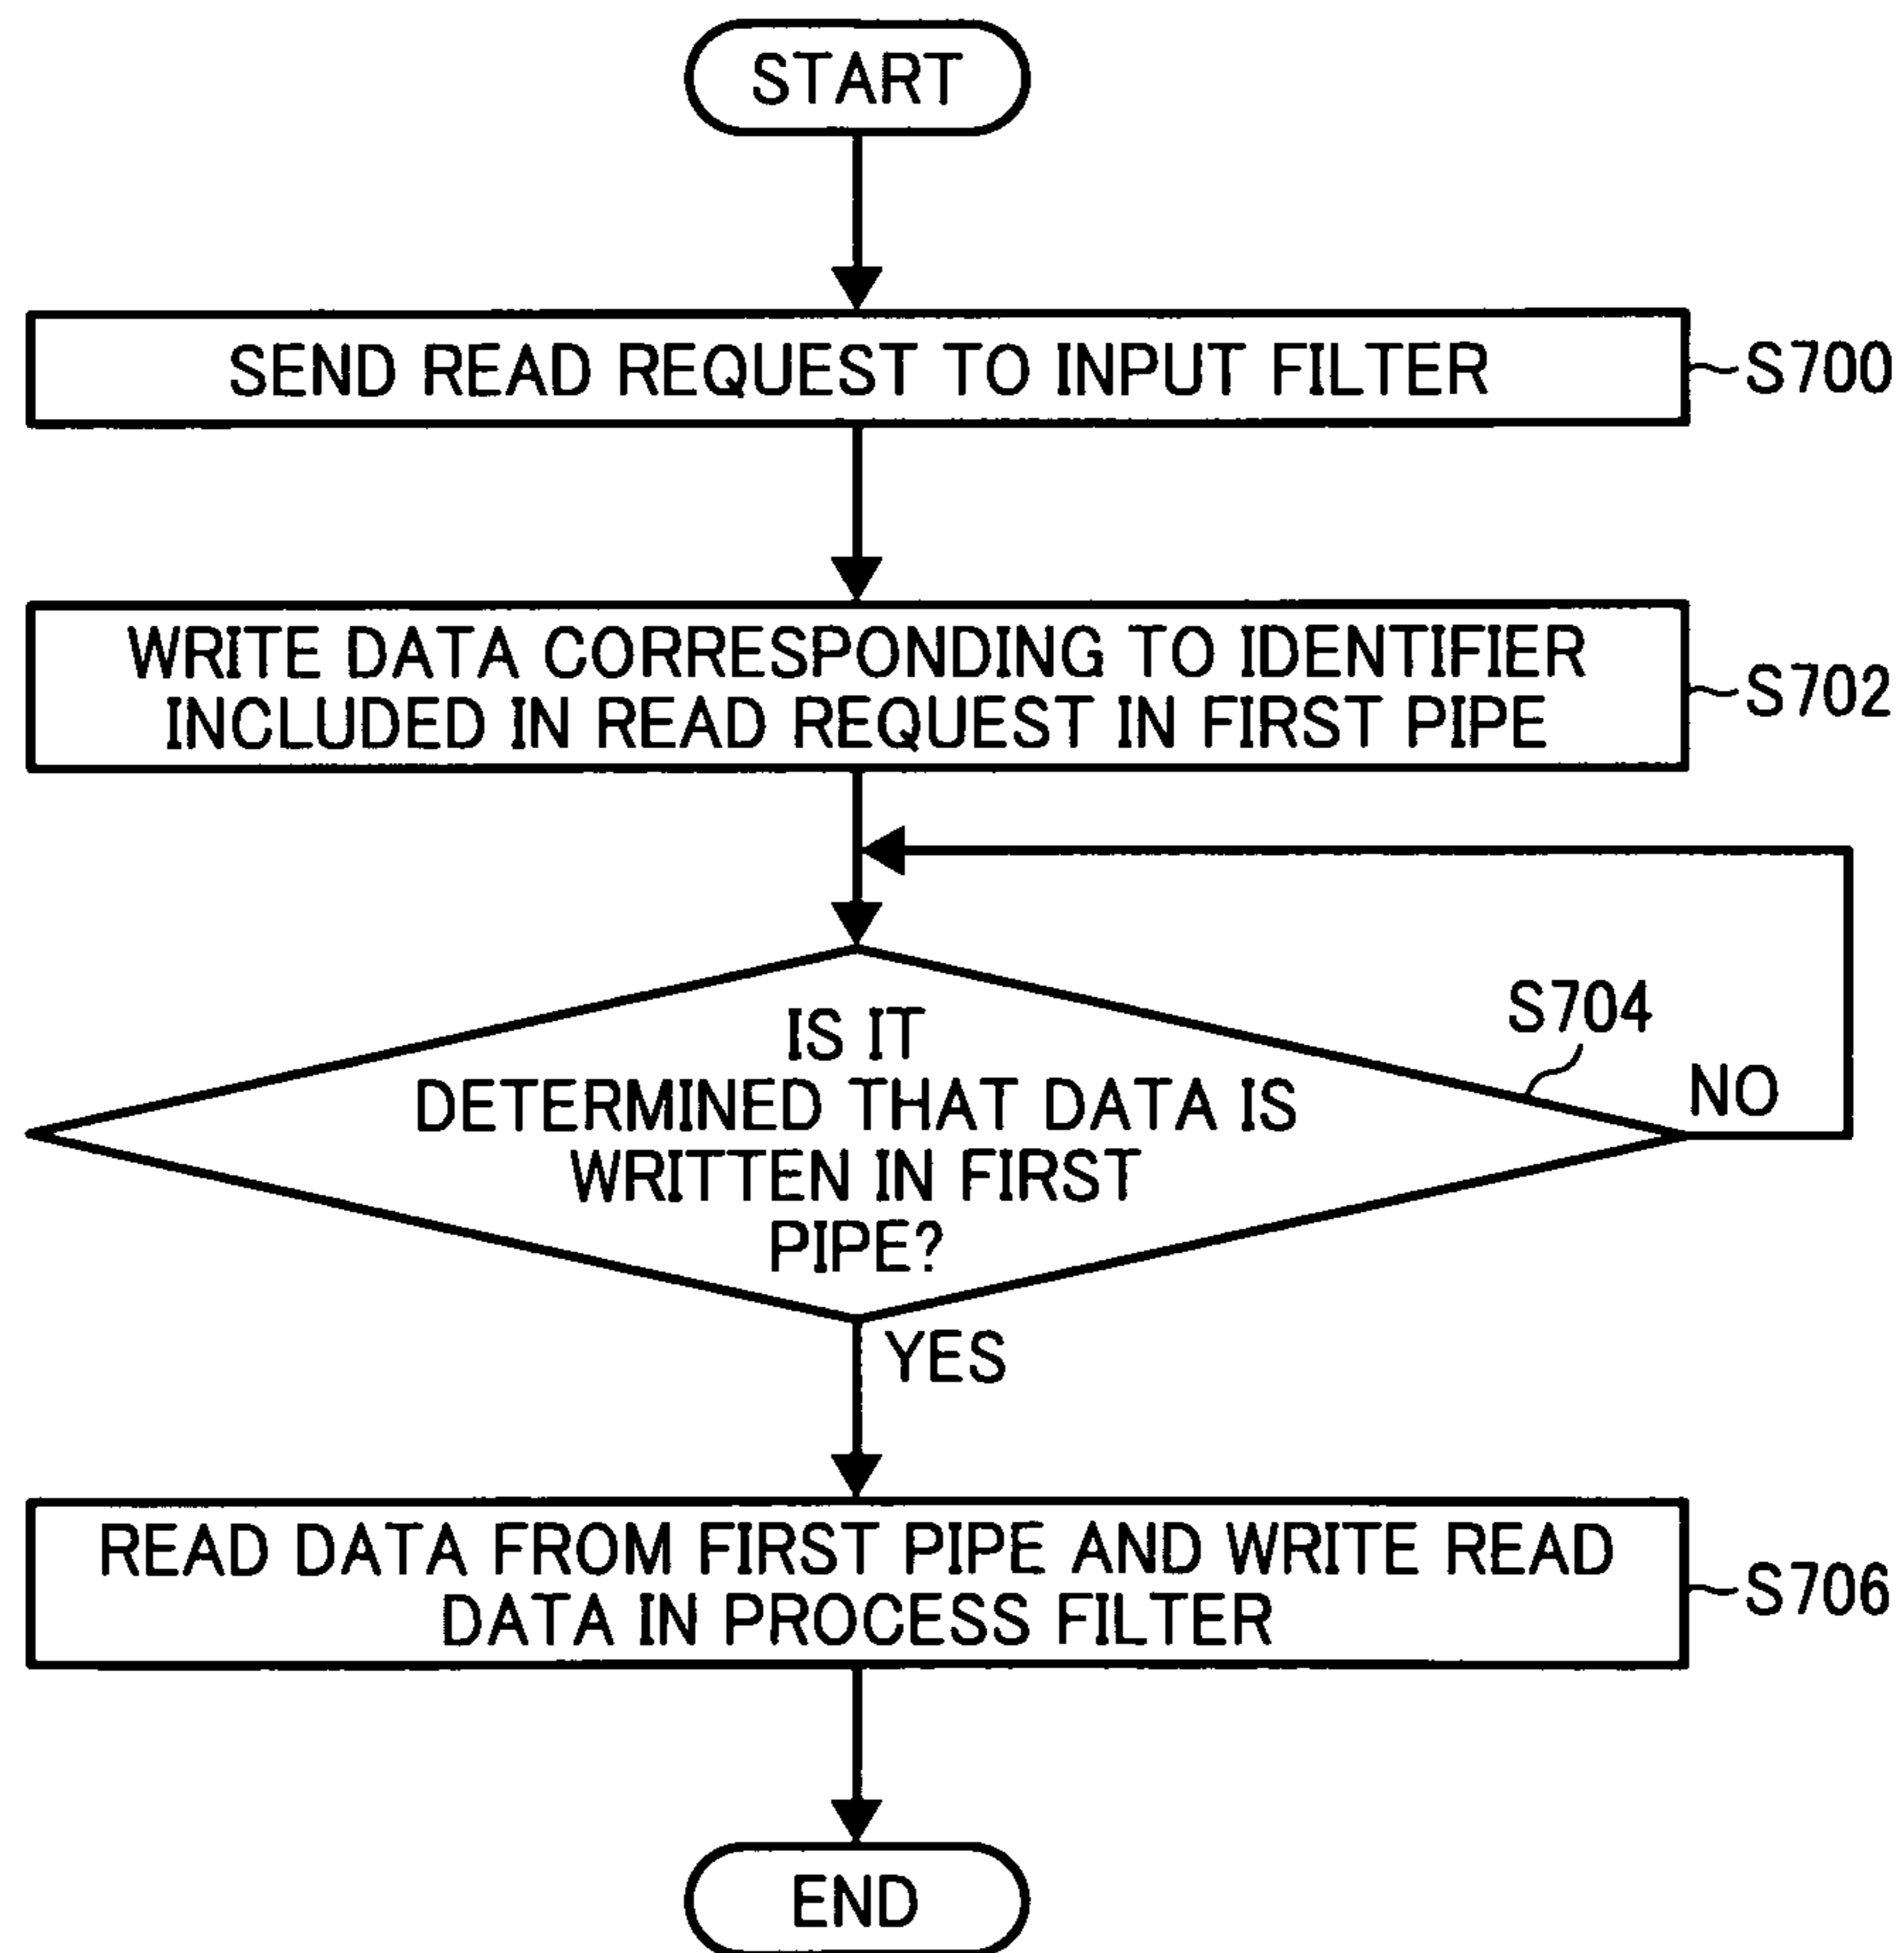 START
SEND READ REQUEST TO INPUT FILTER
S700
WRITE DATA CORRESPONDING TO IDENTIFIER
INCLUDED IN READ REQUEST IN FIRST PIPE
S702
IS IT
DETERMINED THAT DATA IS
WRITTEN IN FIRST
PIPE?
S704
NO
YES
READ DATA FROM FIRST PIPE AND WRITE READ
DATA IN PROCESS FILTER
S706
END